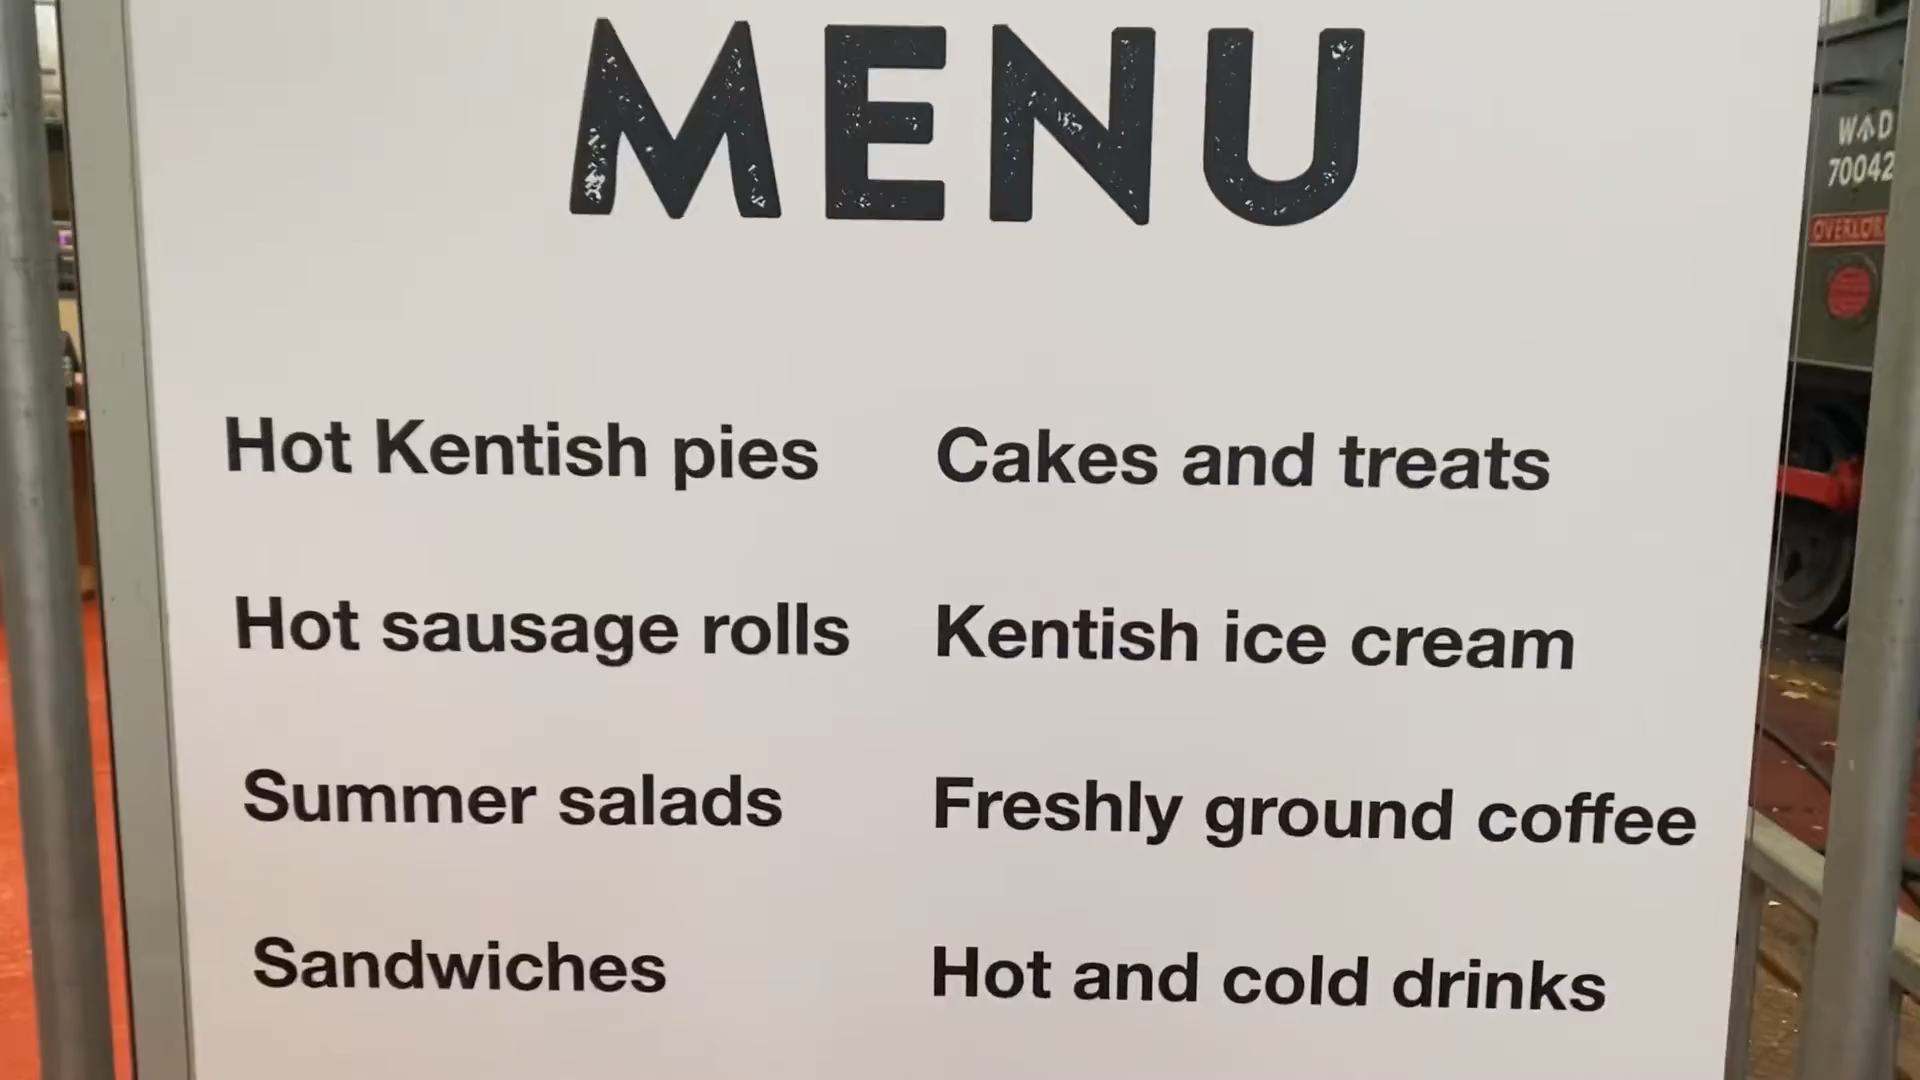 MENU
Hot Kentish pies
Hot sausage rolls
Summer salads
Sandwiches
Cakes and treats
Kentish ice cream
Freshly ground coffee
Hot and cold drinks
W↑D
70042
OVERLOR